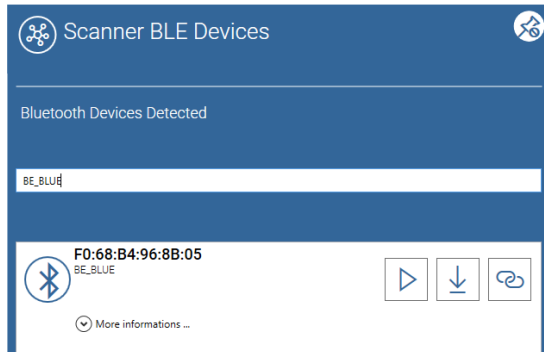 Scanner BLE Devices
Bluetooth Devices Detected
BE_BLUE
F0:68:B4:96:8B:05
BE_BLUE
More informations ...